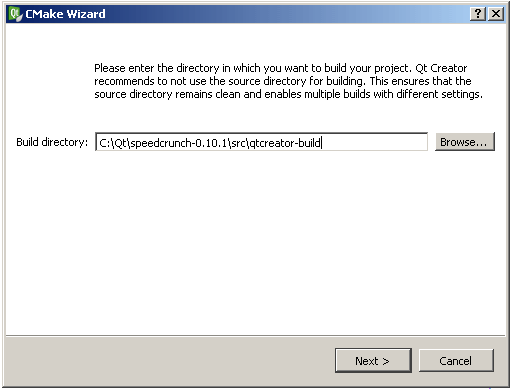 CMake Wizard
Please enter the directory in which you want to build your project. Qt Creator
recommends to not use the source directory for building. This ensures that the
source directory remains clean and enables multiple builds with different settings.
Build directory: C:\Qt\speedcrunch-0.10.1\src\qtcreator-build Browse...
Next > Cancel